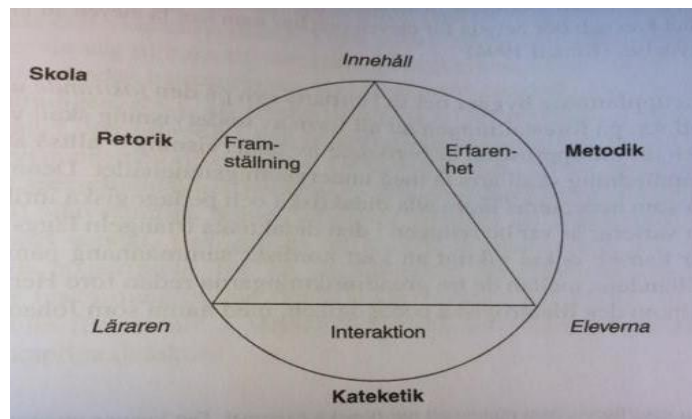 Innehåll
Skola
Retorik
Fram-
ställning
Erfaren-
het
Metodik
Läraren
Interaktion
Eleverna
Kateketik